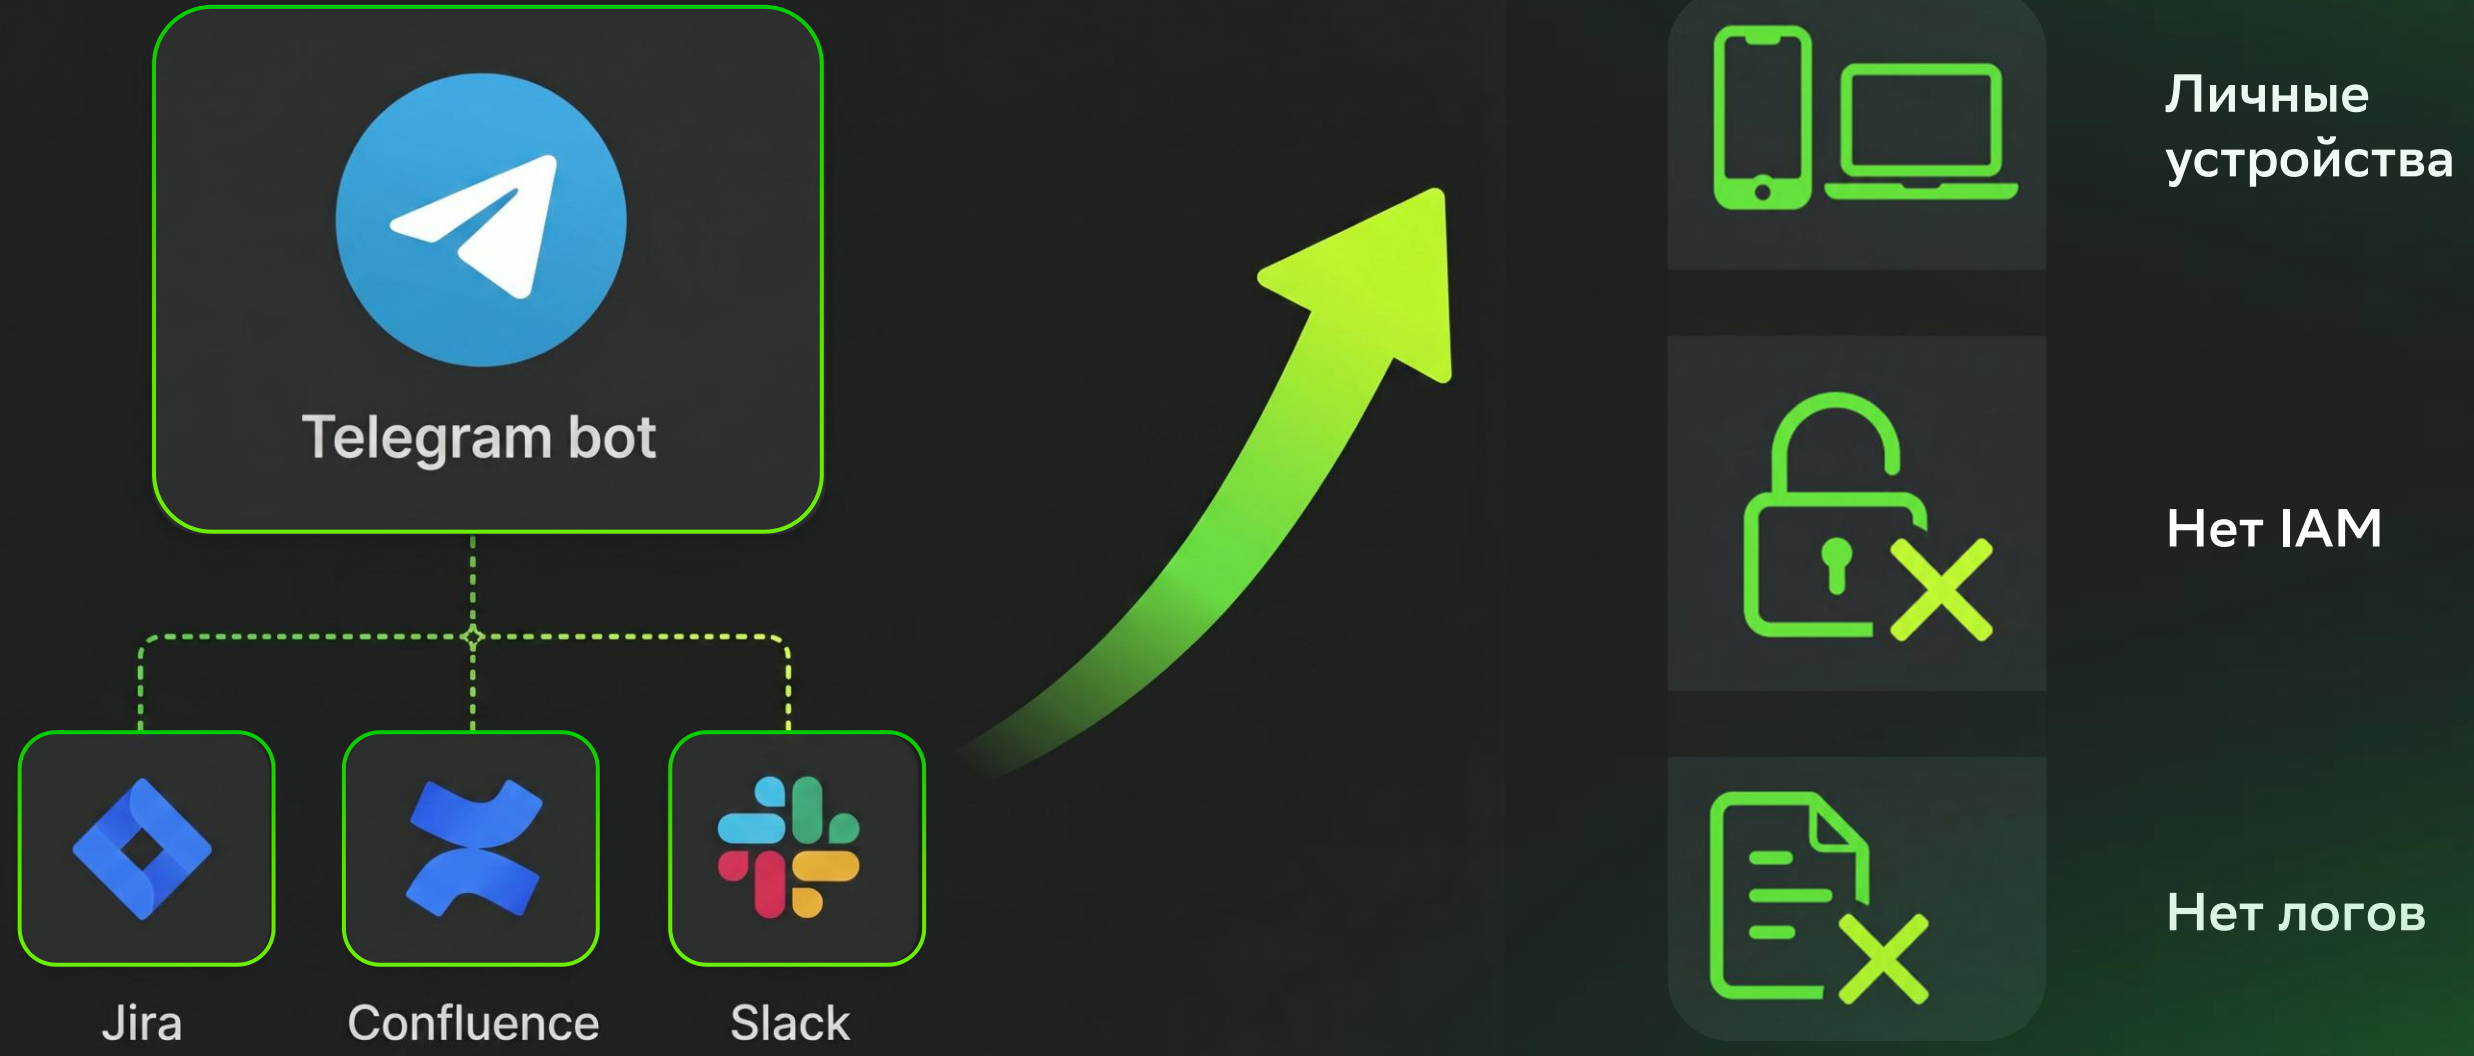 Telegram bot
Jira
Confluence
Slack
Личные
устройства
Нет IAM
Нет логов